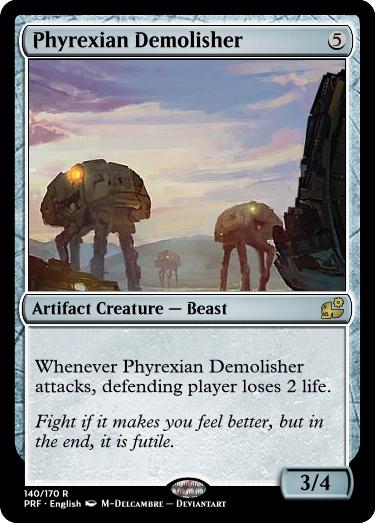 Phyrexian Demolisher 5
Artifact Creature — Beast
Whenever Phyrexian Demolisher
attacks, defending player loses 2 life.
Fight if it makes you feel better, but in
the end, it is futile.
3/4
140/170 R
PRF • English M-Delcambre — Deviantart